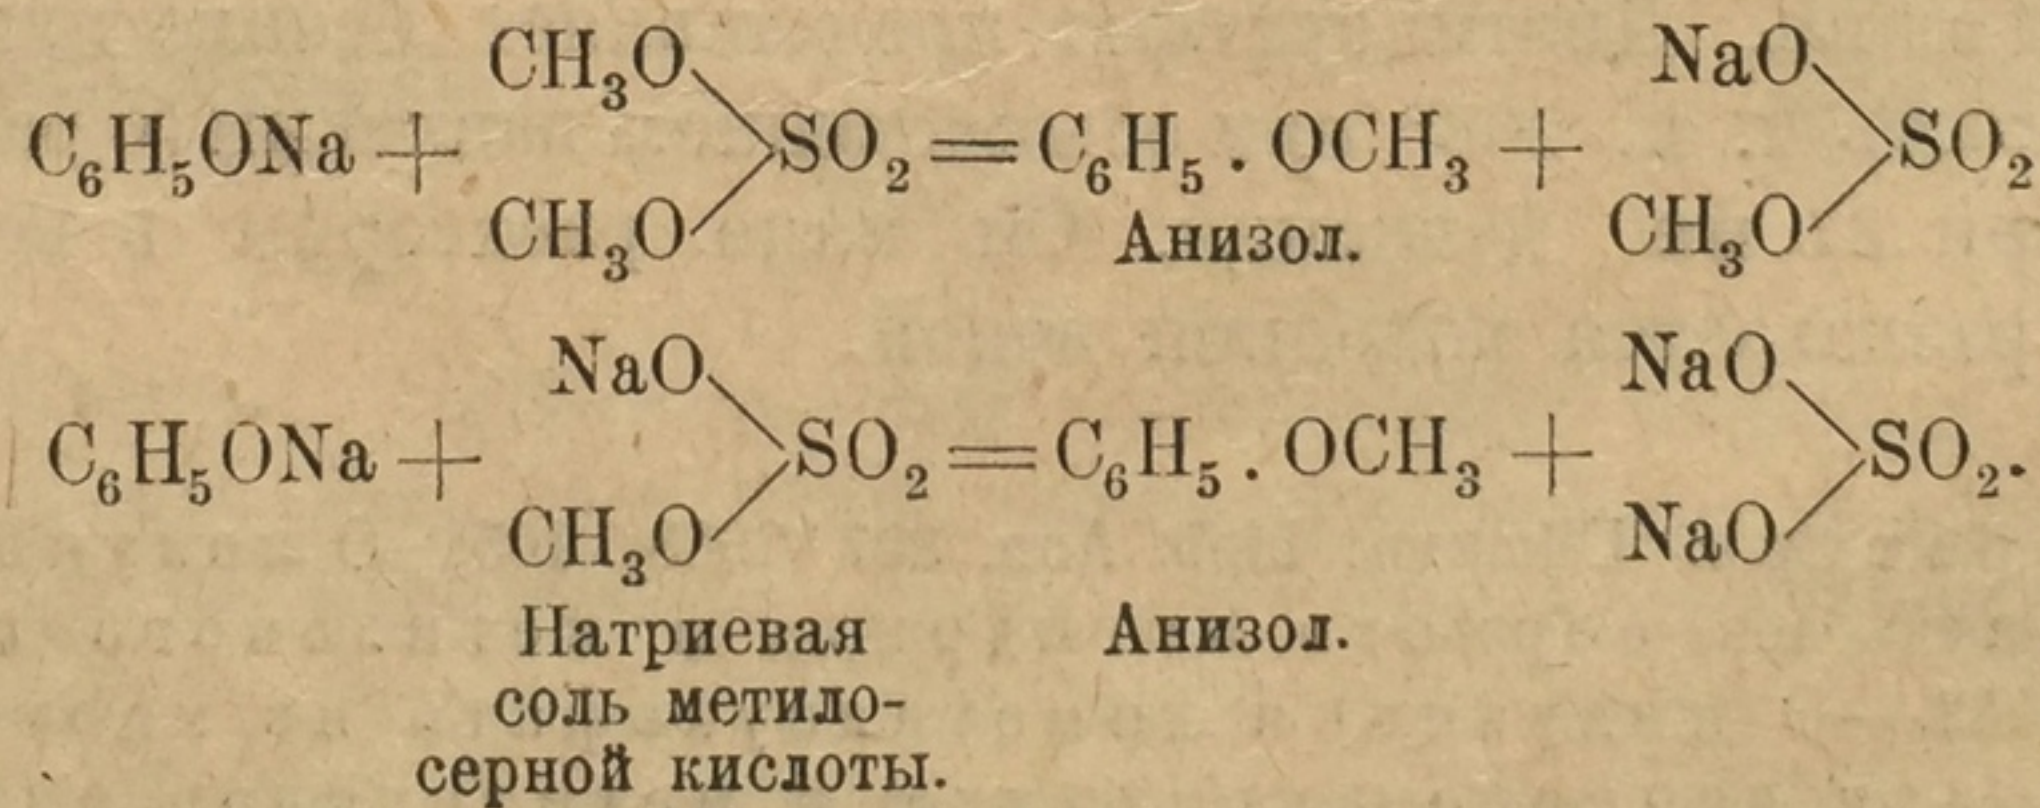 CH₃O NaO
C₆H₅ONa + SO₂ = C₆H₅ . OCH₃ + SO₂
CH₃O Анизол. CH₃O
NaO NaO
C₆H₅ONa + SO₂ = C₆H₅ . OCH₃ + SO₂.
CH₃O NaO
Натриевая Анизол.
соль метило-
серной кислоты.